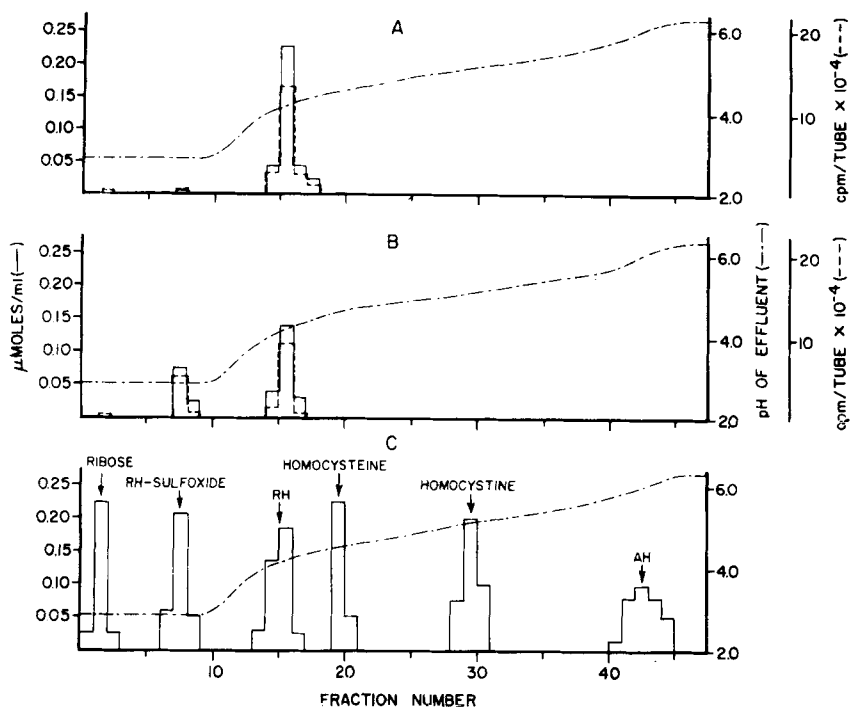 A
0.25
0.20
0.15
0.10
0.05
6.0
4.0
2.0
20
10
cpm/TUBE × 10⁻⁴ (---)
B
0.25
0.20
0.15
0.10
0.05
6.0
4.0
2.0
20
10
μMOLES/ml (—)
pH OF EFFLUENT (—·—)
cpm/TUBE × 10⁻⁴ (---)
C
RIBOSE
RH-SULFOXIDE
RH
HOMOCYSTEINE
HOMOCYSTINE
AH
0.25
0.20
0.15
0.10
0.05
6.0
4.0
2.0
10 20 30 40
FRACTION NUMBER